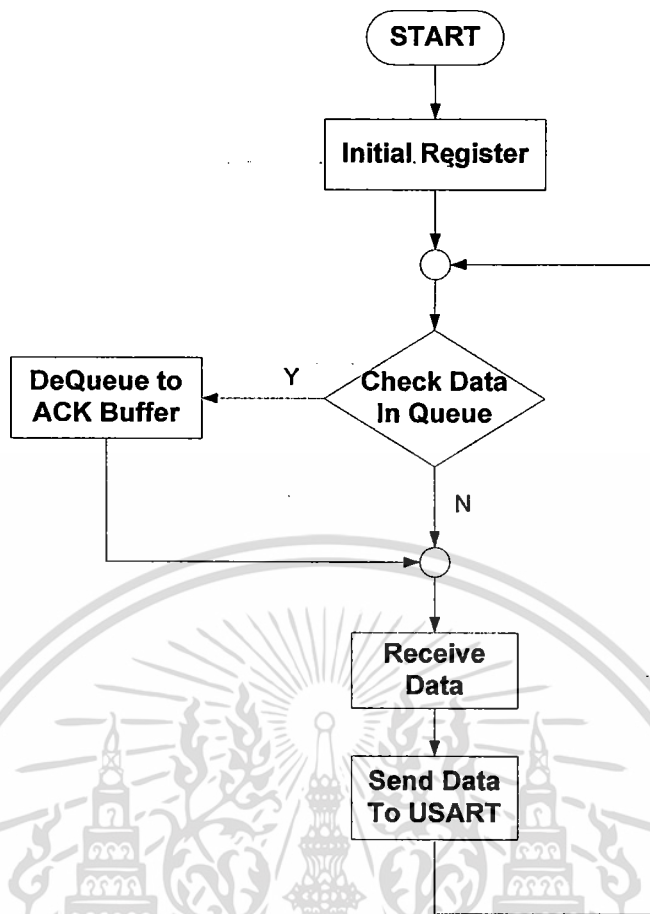 START
Initial Register
Check Data
In Queue
Y
DeQueue to
ACK Buffer
N
Receive
Data
Send Data
To USART